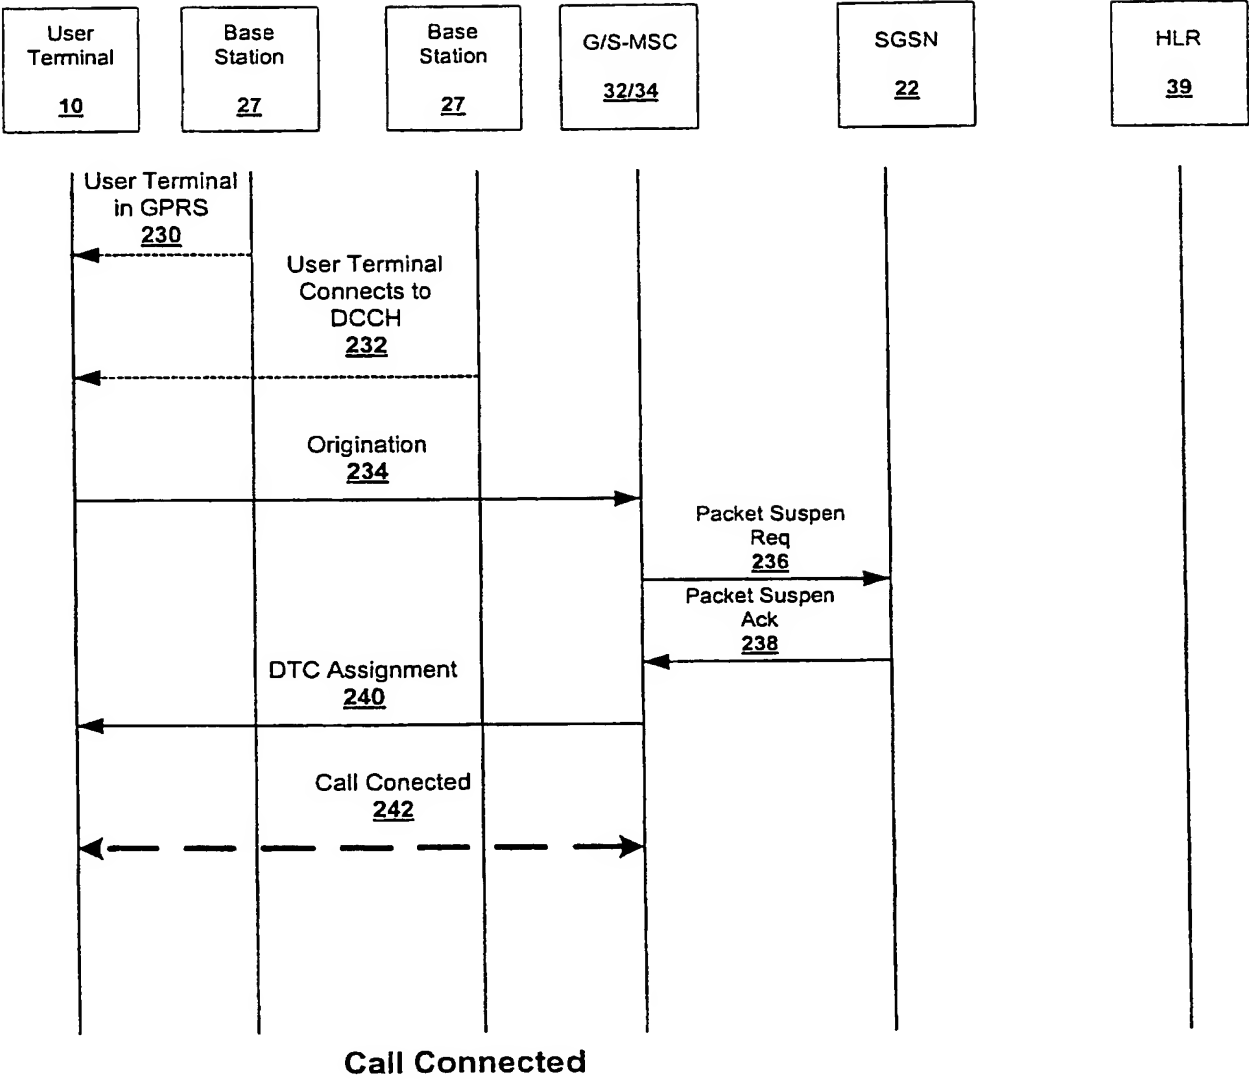 User
Terminal
10
Base
Station
27
Base
Station
27
G/S-MSC
32/34
SGSN
22
HLR
39
User Terminal
in GPRS
230
User Terminal
Connects to
DCCH
232
Origination
234
Packet Suspen
Req
236
Packet Suspen
Ack
238
DTC Assignment
240
Call Conected
242
Call Connected